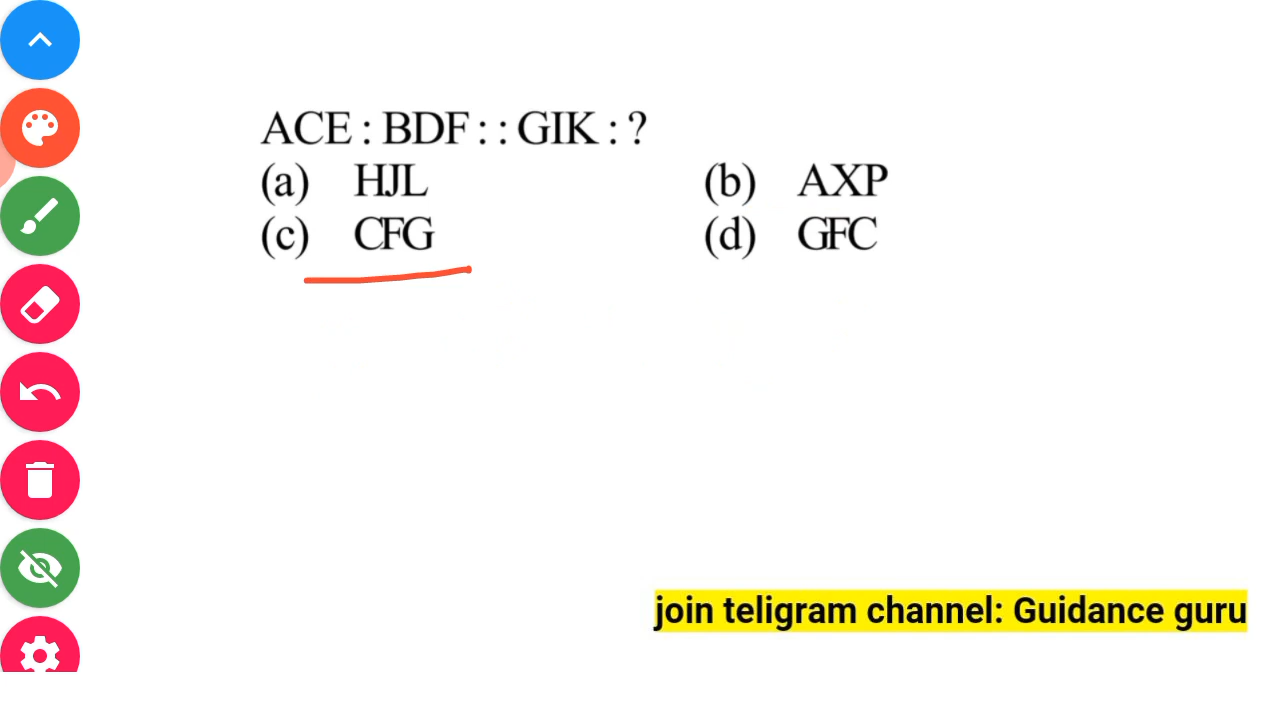 ACE : BDF : : GIK : ?
(a) HJL (b) AXP
(c) CFG (d) GFC
join teligram channel: Guidance guru